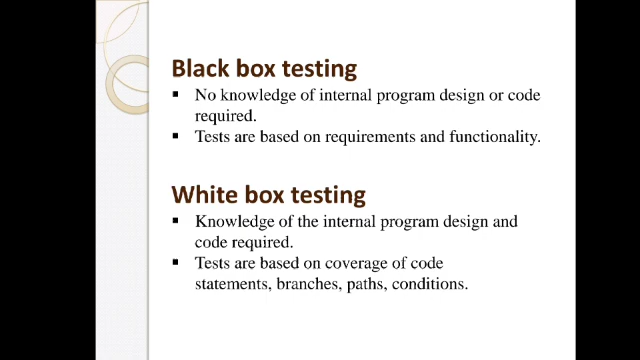 Black box testing
▪ No knowledge of internal program design or code
required.
▪ Tests are based on requirements and functionality.
White box testing
▪ Knowledge of the internal program design and
code required.
▪ Tests are based on coverage of code
statements, branches, paths, conditions.